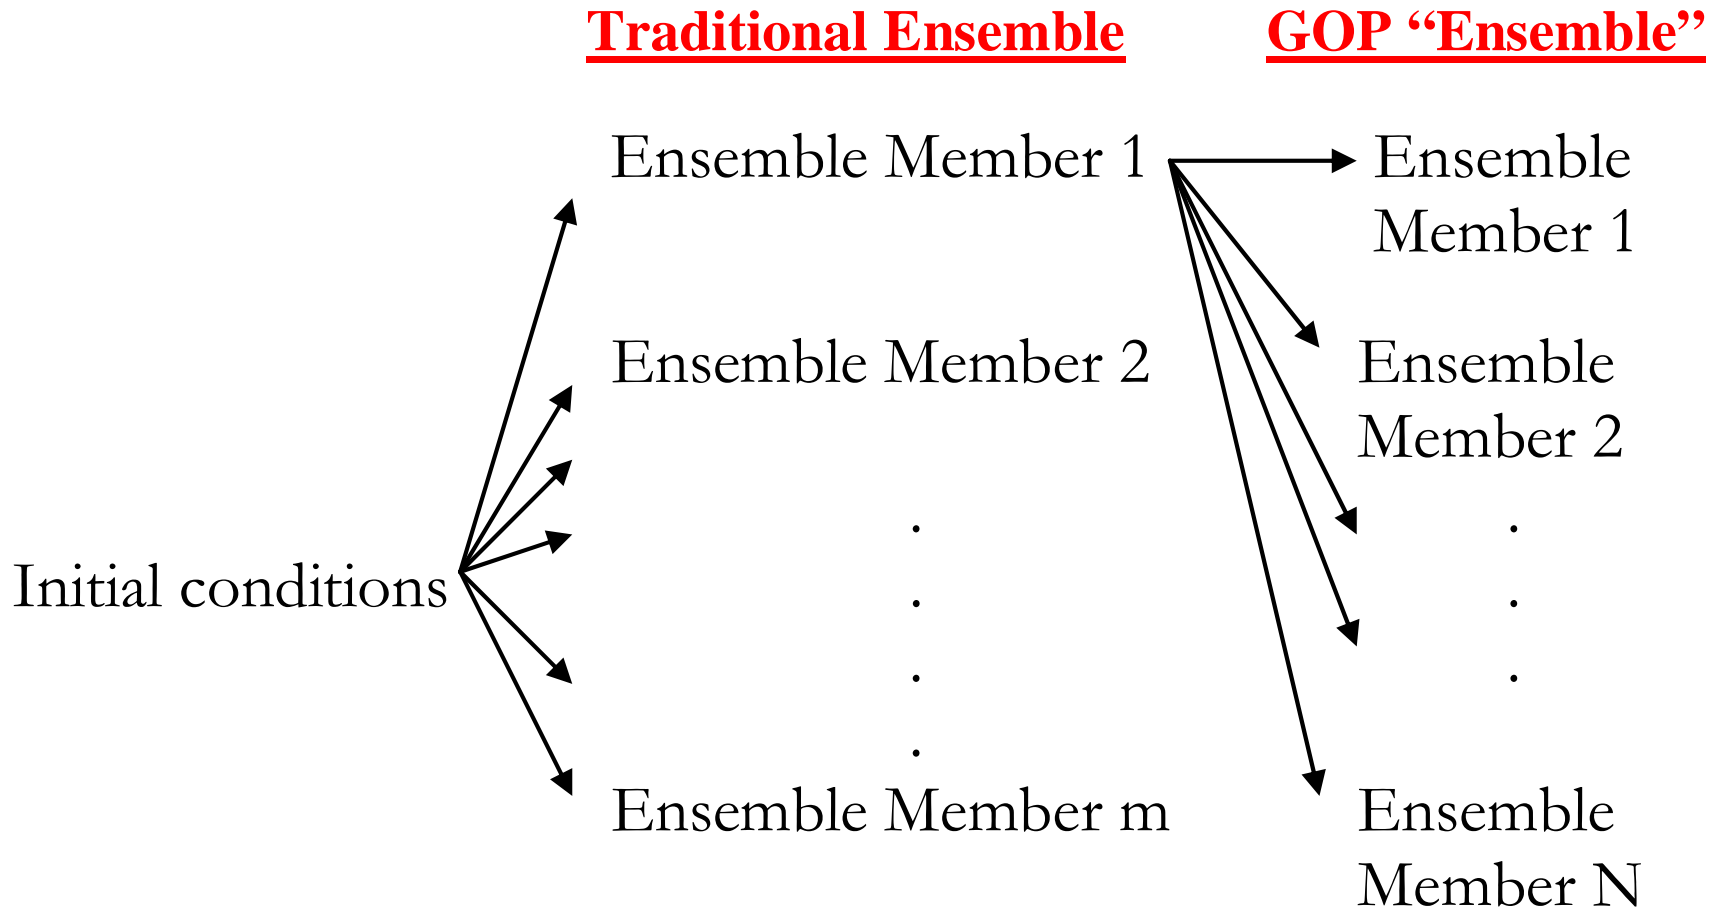 Traditional Ensemble
GOP “Ensemble”
Ensemble Member 1
Ensemble
Member 1
Ensemble Member 2
Ensemble
Member 2
.
.
.
.
.
.
.
Initial conditions
Ensemble Member m
Ensemble
Member N